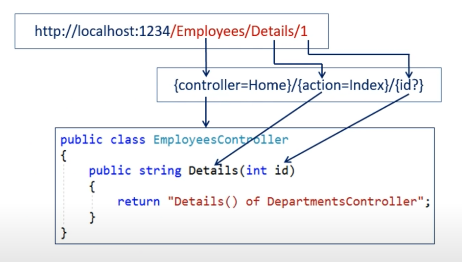 http://localhost:1234/Employees/Details/1
{controller=Home}/{action=Index}/{id?}
public class EmployeesController
{
public string Details(int id)
{
return "Details() of DepartmentsController";
}
}